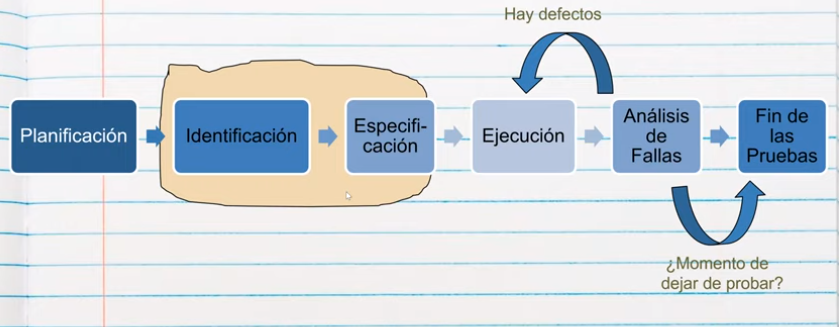 Hay defectos
Planificación
Identificación
Especifi-
cación
Ejecución
Análisis
de
Fallas
Fin de
las
Pruebas
¿Momento de
dejar de probar?